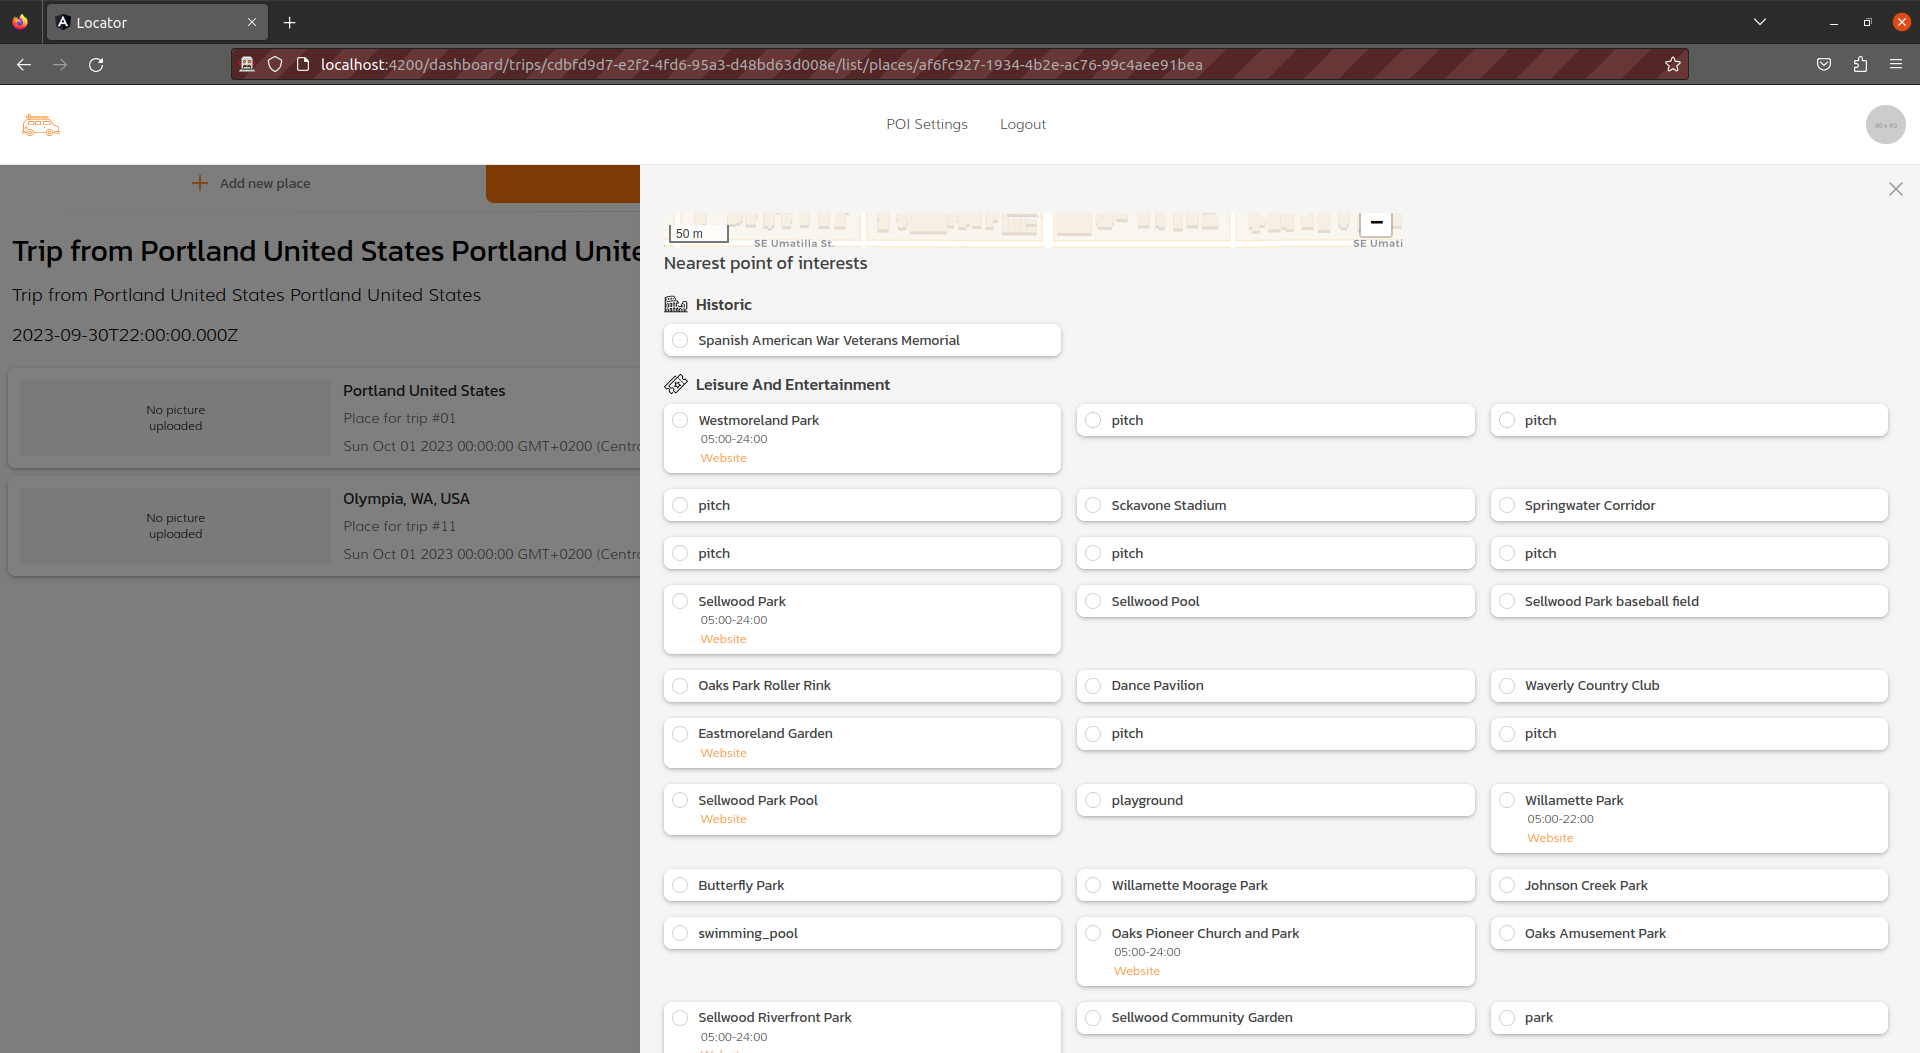 Locator
localhost:4200/dashboard/trips/cdbfd9d7-e2f2-4fd6-95a3-d48bd63d008e/list/places/af6fc927-1934-4b2e-ac76-99c4aee91bea
POI Settings
Logout
Add new place
Trip from Portland United States Portland Unite
Trip from Portland United States Portland United States
2023-09-30T22:00:00.000Z
No picture
uploaded
Portland United States
Place for trip #01
Sun Oct 01 2023 00:00:00 GMT+0200 (Centr
No picture
uploaded
Olympia, WA, USA
Place for trip #11
Sun Oct 01 2023 00:00:00 GMT+0200 (Centr
50 m
SE Umatilla St.
SE Umati
Nearest point of interests
Historic
Spanish American War Veterans Memorial
Leisure And Entertainment
Westmoreland Park
05:00-24:00
Website
pitch
pitch
pitch
Sckavone Stadium
Springwater Corridor
pitch
pitch
pitch
Sellwood Park
05:00-24:00
Website
Sellwood Pool
Sellwood Park baseball field
Oaks Park Roller Rink
Dance Pavilion
Waverly Country Club
Eastmoreland Garden
Website
pitch
pitch
Sellwood Park Pool
Website
playground
Willamette Park
05:00-22:00
Website
Butterfly Park
Willamette Moorage Park
Johnson Creek Park
swimming_pool
Oaks Pioneer Church and Park
05:00-24:00
Website
Oaks Amusement Park
Sellwood Riverfront Park
05:00-24:00
Sellwood Community Garden
park